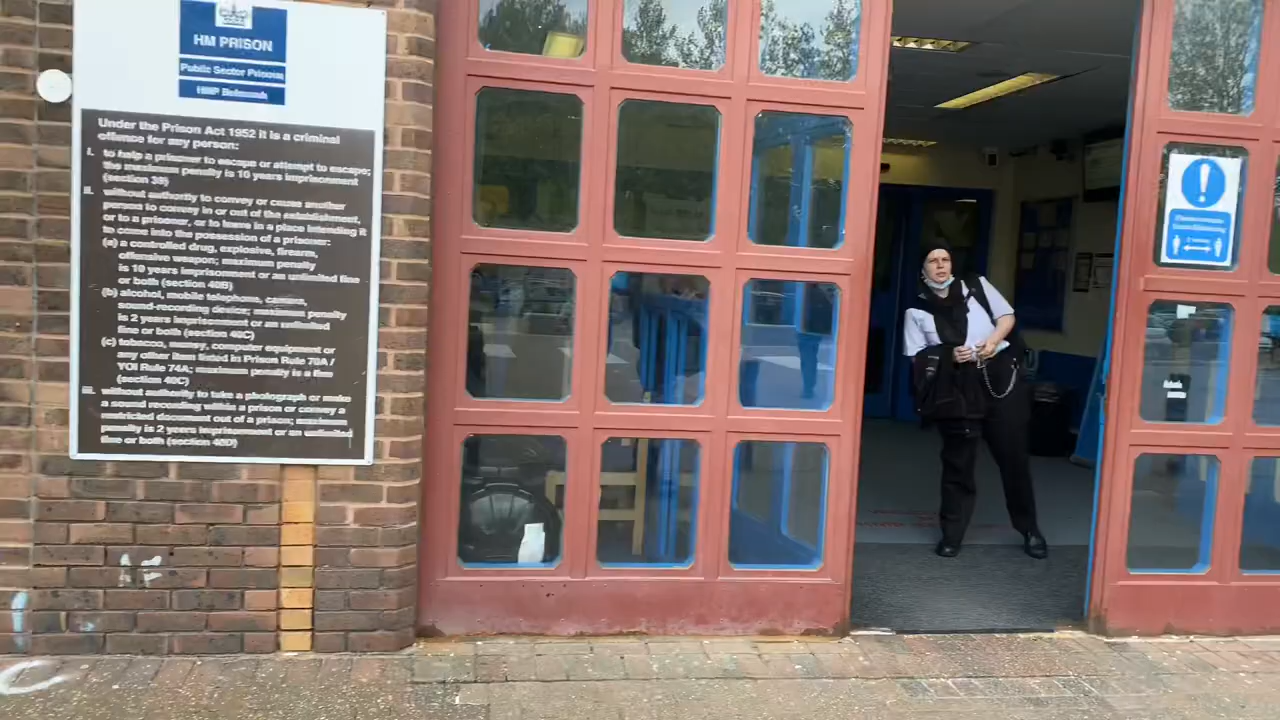 Prison Act 1952
HM PRISON
Public Sector Prisons
HMP Belmarsh
Under the Prison Act 1952 it is a criminal
offence for any person:
i. to help a prisoner to escape or attempt to escape;
the maximum penalty is 10 years imprisonment
(section 39)
ii. without authority to convey or cause another
person to convey in or out of the establishment,
or to a prisoner, or to leave in a place intending it
to come into the possession of a prisoner:
(a) a controlled drug, explosive, firearm,
offensive weapon; maximum penalty
is 10 years imprisonment or an unlimited fine
or both (section 40B)
(b) alcohol, mobile telephone, camera,
sound-recording device; maximum penalty
is 2 years imprisonment or an unlimited
fine or both (section 40C)
(c) tobacco, money, computer equipment or
any other item listed in Prison Rule 70A /
YOI Rule 74A; maximum penalty is a fine
(section 40C)
iii. without authority to take a photograph or make
a sound-recording within a prison or convey a
restricted document out of a prison; maximum
penalty is 2 years imprisonment or an unlimited
fine or both (section 40D)